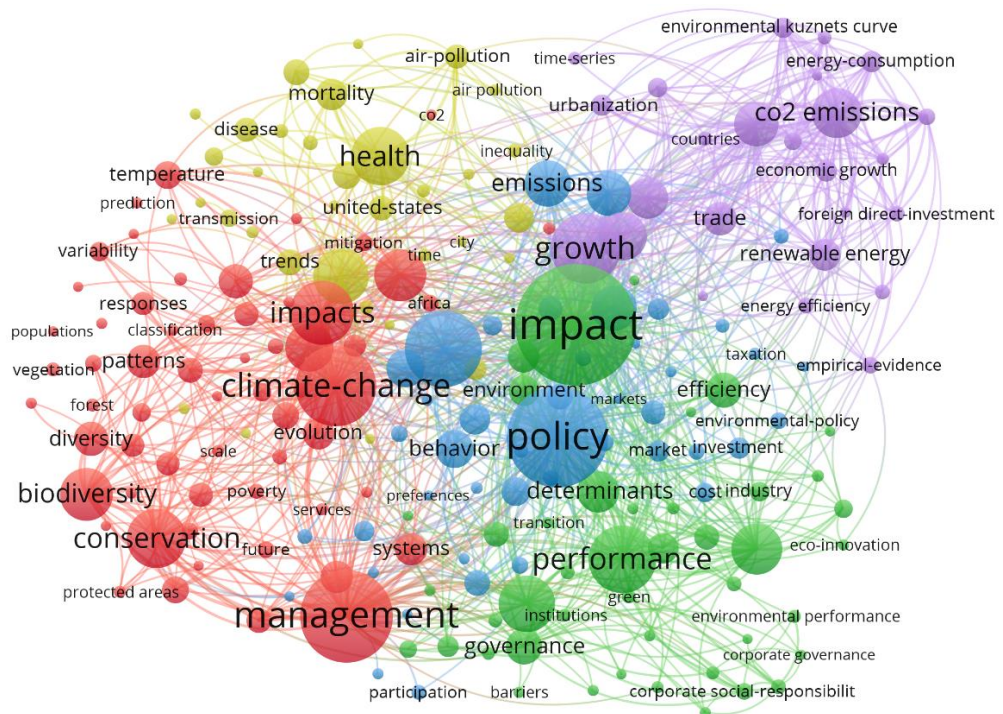 environmental kuznets curve
air-pollution
time-series
energy-consumption
mortality
air pollution
urbanization
co2
co2 emissions
disease
countries
health
inequality
temperature
emissions
economic growth
prediction
united-states
transmission
trade
foreign direct-investment
mitigation
city
variability
time
growth
renewable energy
trends
responses
impacts
africa
energy efficiency
populations
classification
impact
vegetation
patterns
taxation
empirical-evidence
climate-change
environment
efficiency
forest
markets
diversity
evolution
environmental-policy
scale
behavior
policy
market
investment
biodiversity
poverty
preferences
determinants
cost
industry
services
transition
conservation
future
systems
performance
eco-innovation
protected areas
green
management
institutions
environmental performance
governance
corporate governance
participation
barriers
corporate social-responsibilit